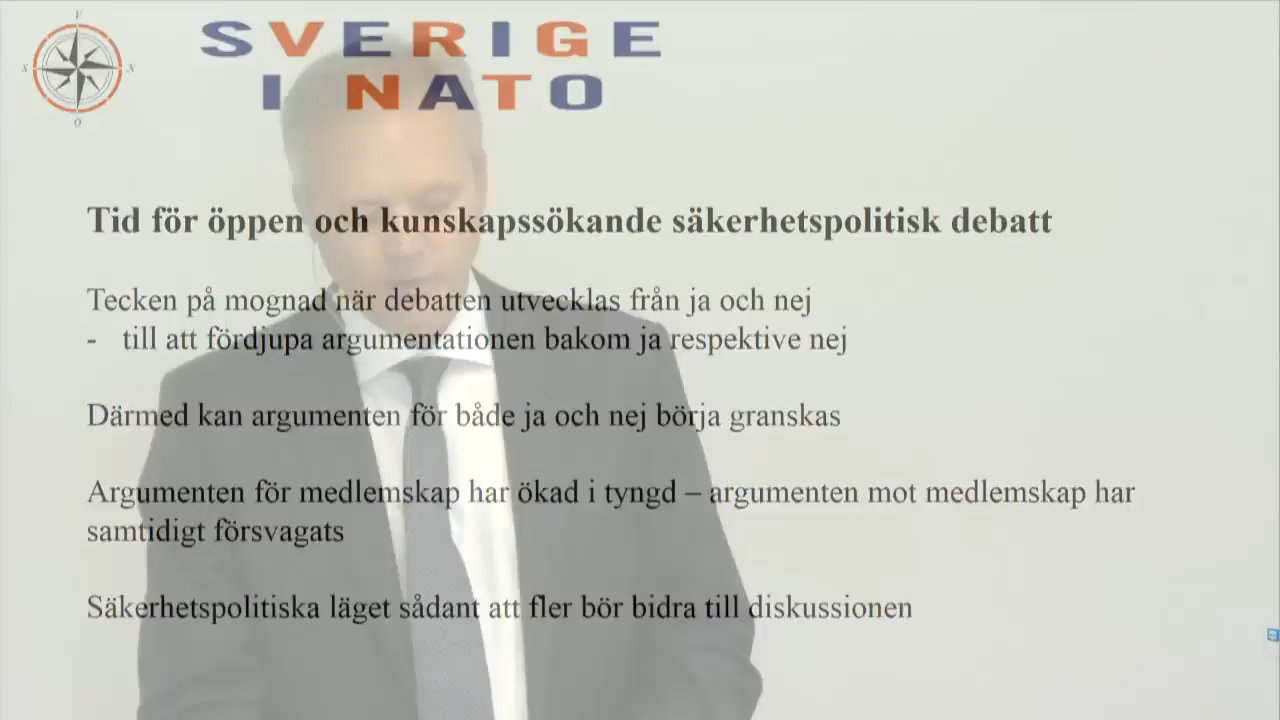 V
S N
Ö
SVERIGE
I NATO
Tid för öppen och kunskapssökande säkerhetspolitisk debatt
Tecken på mognad när debatten utvecklas från ja och nej
- till att fördjupa argumentationen bakom ja respektive nej
Därmed kan argumenten för både ja och nej börja granskas
Argumenten för medlemskap har ökad i tyngd – argumenten mot medlemskap har
samtidigt försvagats
Säkerhetspolitiska läget sådant att fler bör bidra till diskussionen